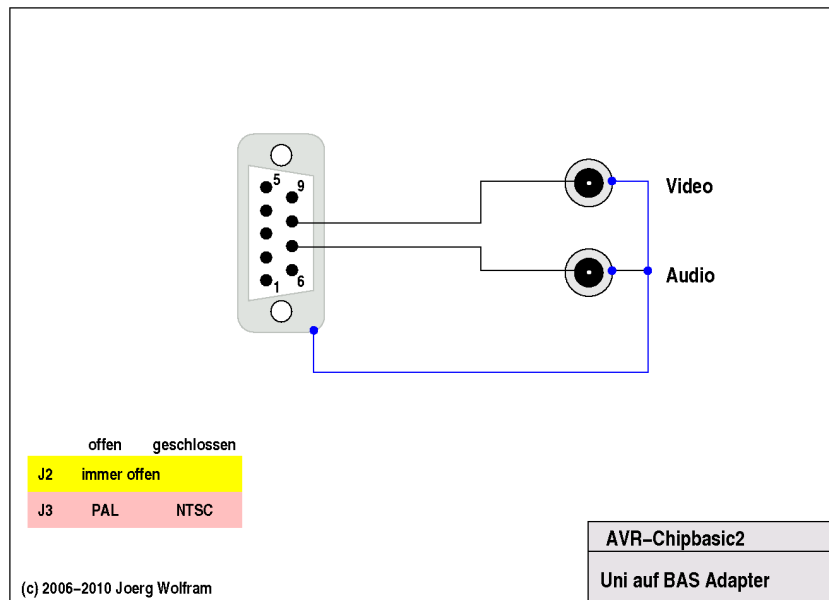 5
9
Video
Audio
1
6
offen geschlossen
J2 immer offen
J3 PAL NTSC
AVR-Chipbasic2
Uni auf BAS Adapter
(c) 2006-2010 Joerg Wolfram